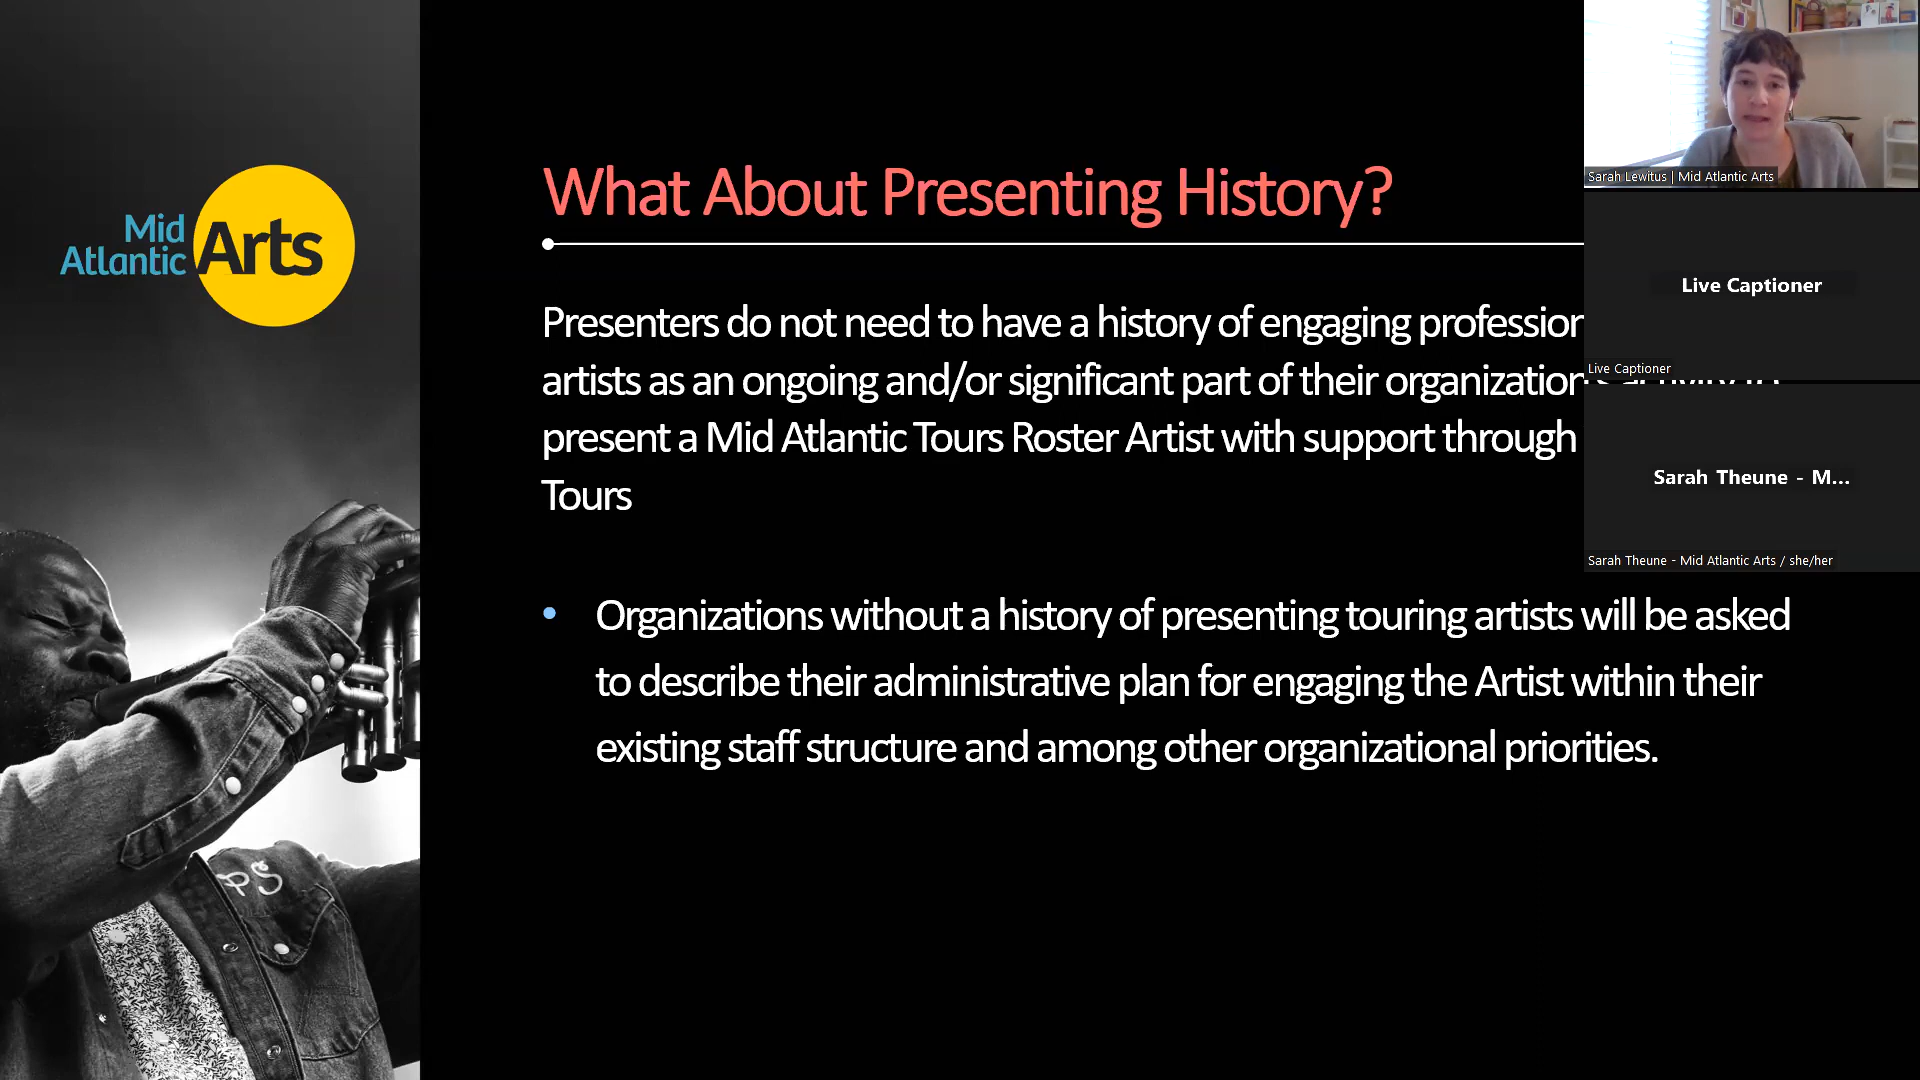 Mid
Atlantic
Arts
What About Presenting History?
Presenters do not need to have a history of engaging
artists as an ongoing and/or significant part of their
present a Mid Atlantic Tours Roster Artist with support through
Tours
• Organizations without a history of presenting touring artists will be asked
to describe their administrative plan for engaging the Artist within their
existing staff structure and among other organizational priorities.
PS
Sarah Lewitus | Mid Atlantic Arts
Live Captioner
Live Captioner
Sarah Theune - M...
Sarah Theune - Mid Atlantic Arts / she/her